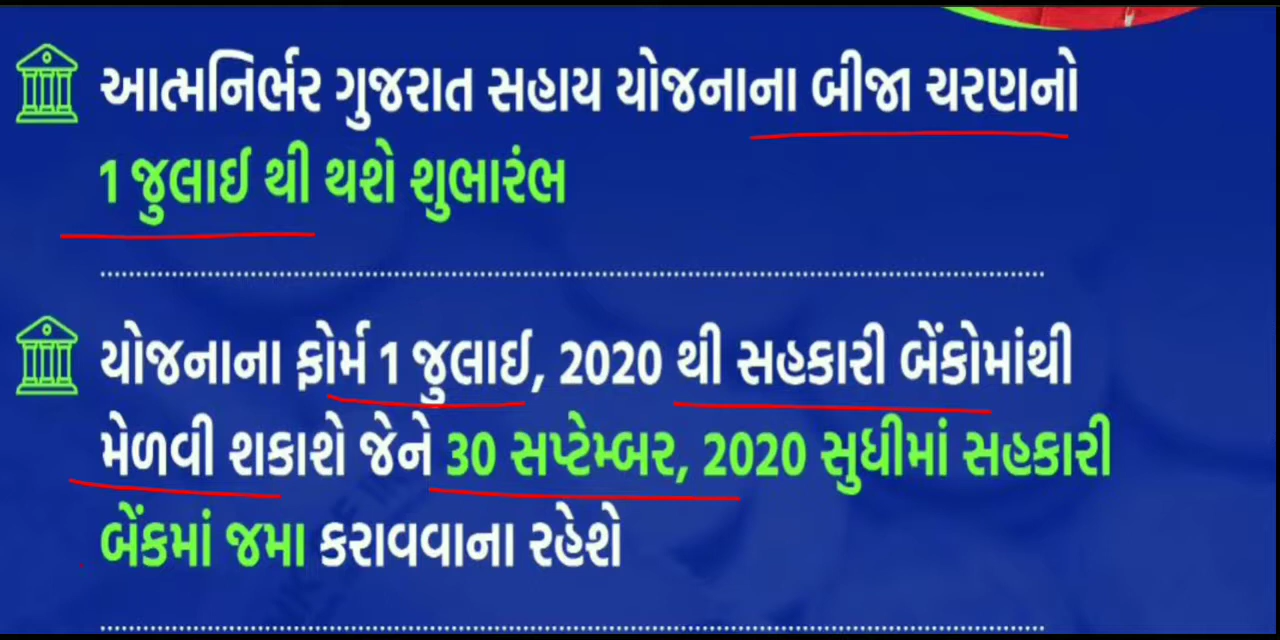 આત્મનિર્ભર ગુજરાત સહાય યોજનાના બીજા ચરણનો
1 જુલાઈ થી થશે શુભારંભ
યોજનાના ફોર્મ 1 જુલાઈ, 2020 થી સહકારી બેંકોમાંથી
મેળવી શકાશે જેને 30 સપ્ટેમ્બર, 2020 સુધીમાં સહકારી
બેંકમાં જમા કરાવવાના રહેશે